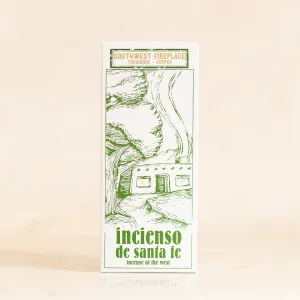 SOUTHWEST FIREPLACE
incienso
de santa fe
incense of the west